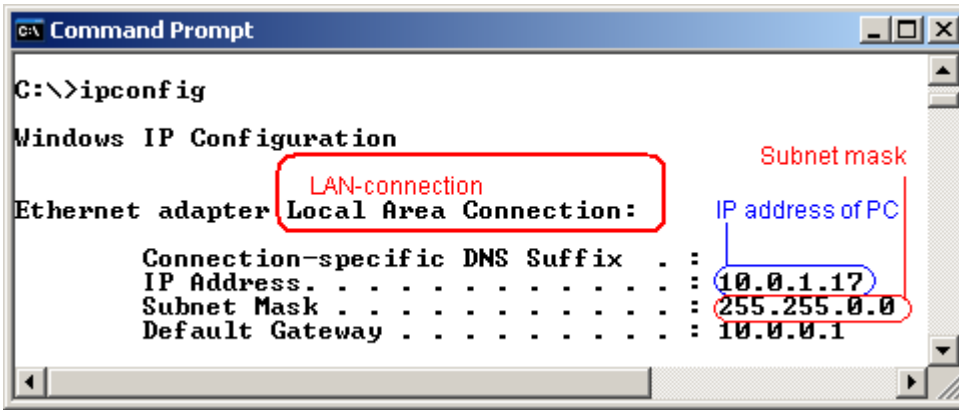 Command Prompt
C:\>ipconfig
Windows IP Configuration
Subnet mask
LAN-connection
Ethernet adapter Local Area Connection:
IP address of PC
Connection-specific DNS Suffix . :
IP Address. . . . . . . . . . . . : 10.0.1.17
Subnet Mask . . . . . . . . . . . : 255.255.0.0
Default Gateway . . . . . . . . . : 10.0.0.1